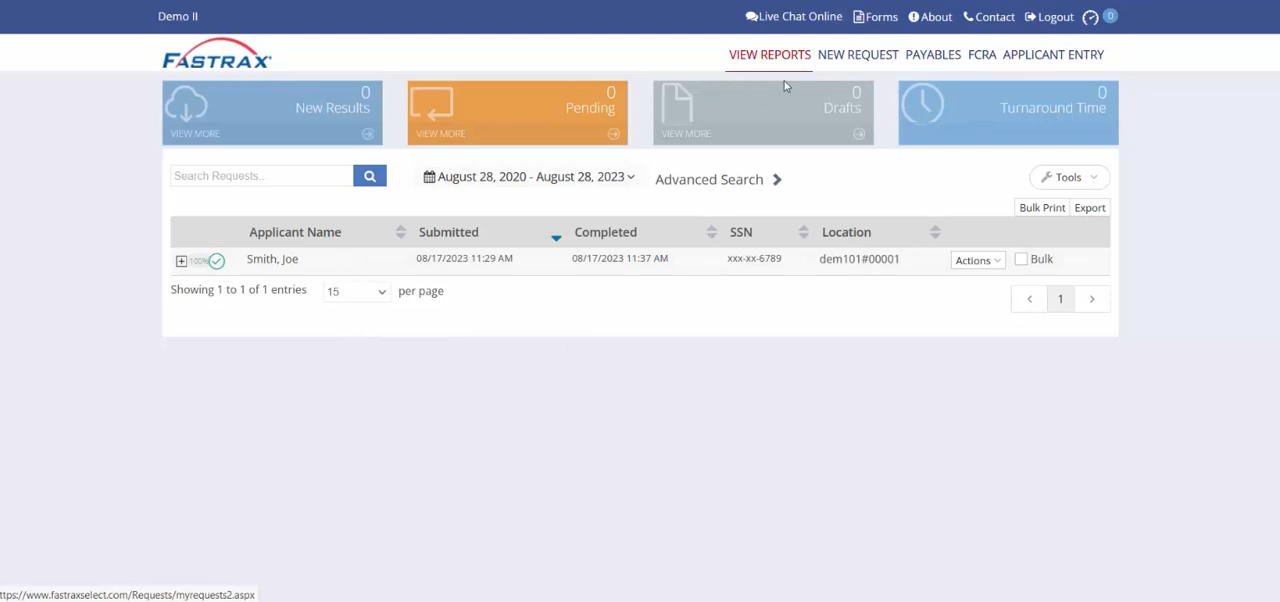 Demo II
Live Chat Online Forms About Contact Logout 0
FASTRAX
VIEW REPORTS NEW REQUEST PAYABLES FCRA APPLICANT ENTRY
0 New Results VIEW MORE
0 Pending VIEW MORE
0 Drafts VIEW MORE
0 Turnaround Time
Search Requests... August 28, 2020 - August 28, 2023 Advanced Search Tools
Bulk Print Export
Applicant Name Submitted Completed SSN Location
100% Smith, Joe 08/17/2023 11:29 AM 08/17/2023 11:37 AM xxx-xx-6789 dem101#00001 Actions Bulk
Showing 1 to 1 of 1 entries 15 per page 1
ttps://www.fastraxselect.com/Requests/myrequests2.aspx